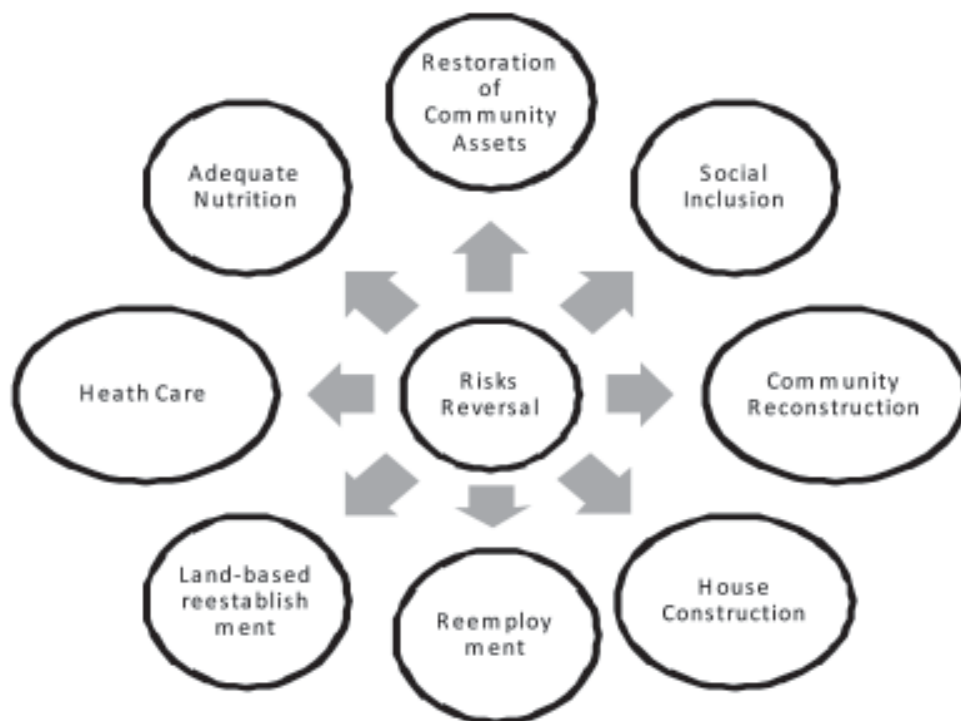 Restoration
of
Community
Assets
Adequate
Nutrition
Social
Inclusion
Heath Care
Risks
Reversal
Community
Reconstruction
Land-based
reestablish
ment
Reemploy
ment
House
Construction